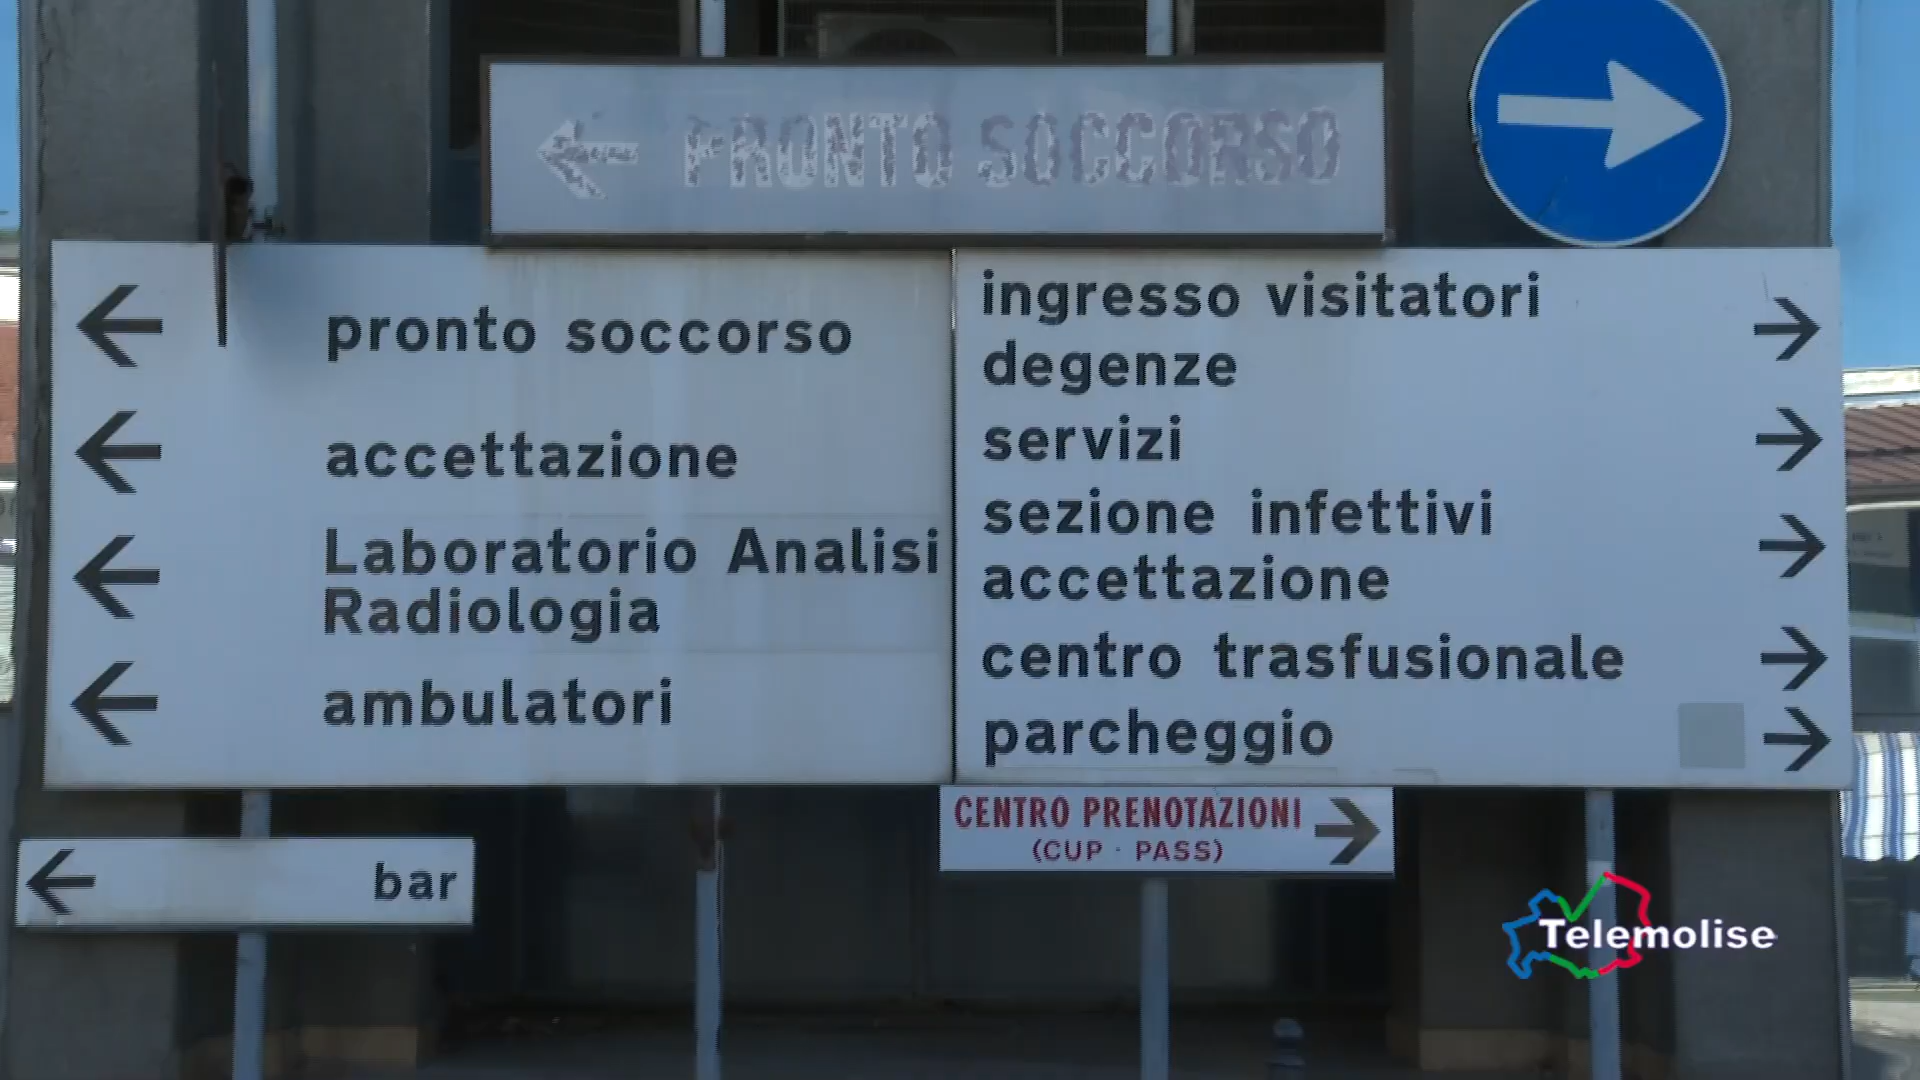 PRONTO SOCCORSO
pronto soccorso
accettazione
Laboratorio Analisi
Radiologia
ambulatori
ingresso visitatori
degenze
servizi
sezione infettivi
accettazione
centro trasfusionale
parcheggio
CENTRO PRENOTAZIONI
(CUP · PASS)
bar
Telemolise